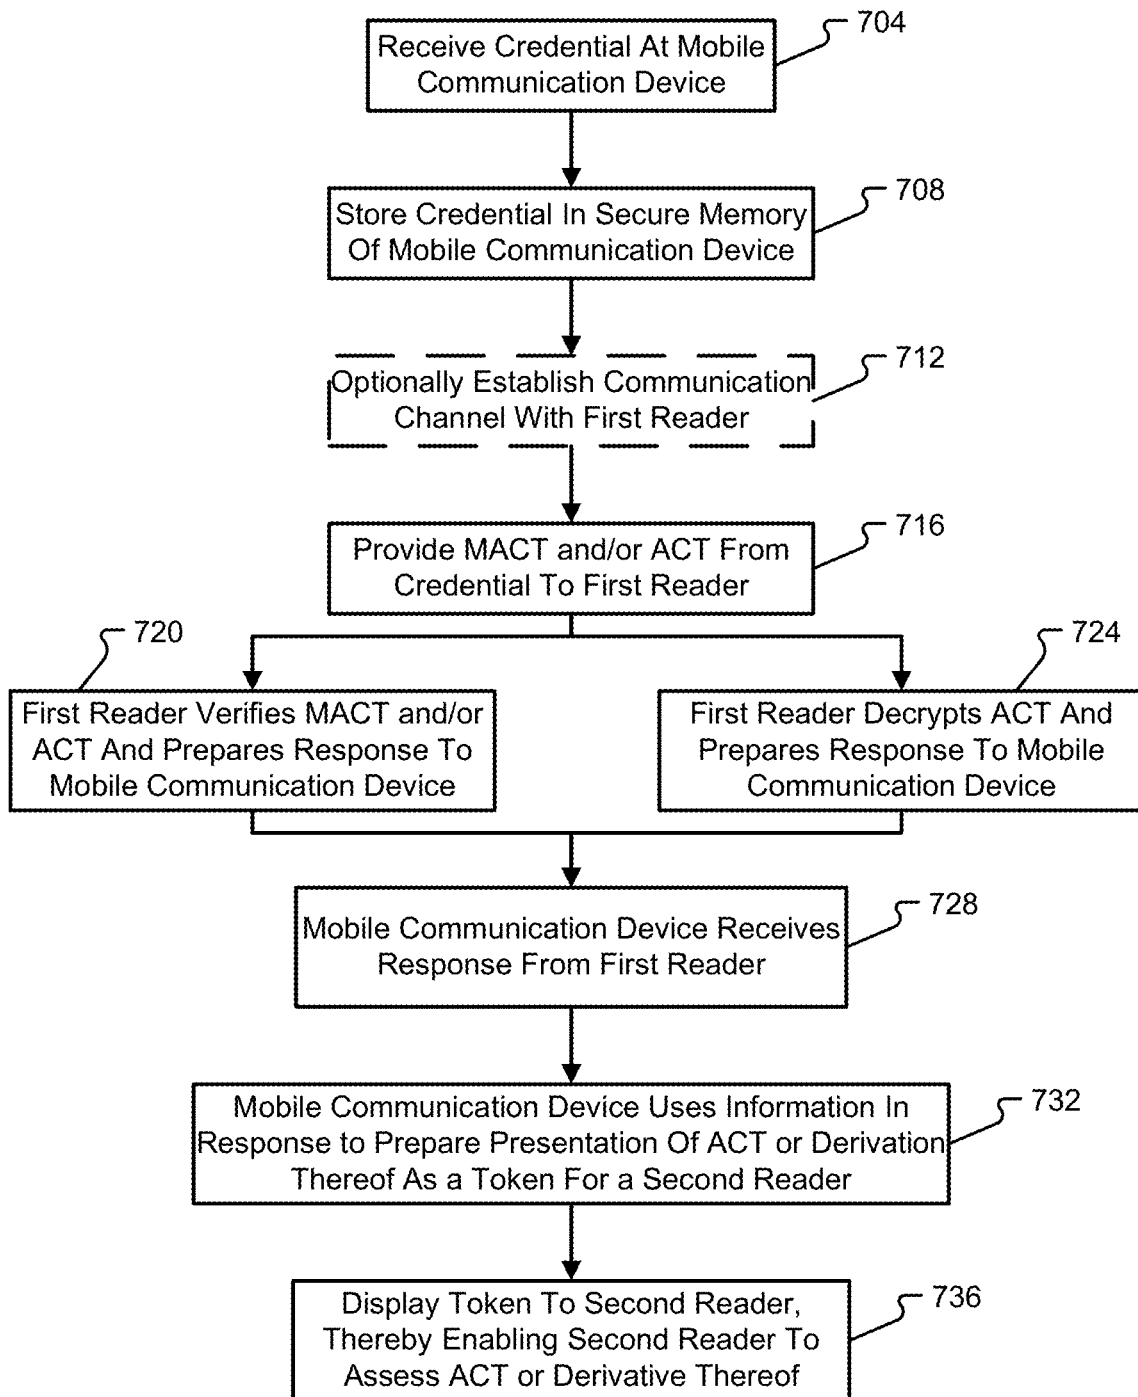 704
Receive Credential At Mobile
Communication Device
708
Store Credential In Secure Memory
Of Mobile Communication Device
712
Optionally Establish Communication
Channel With First Reader
716
Provide MACT and/or ACT From
Credential To First Reader
720
724
First Reader Verifies MACT and/or
ACT And Prepares Response To
Mobile Communication Device
First Reader Decrypts ACT And
Prepares Response To Mobile
Communication Device
728
Mobile Communication Device Receives
Response From First Reader
732
Mobile Communication Device Uses Information In
Response to Prepare Presentation Of ACT or Derivation
Thereof As a Token For a Second Reader
736
Display Token To Second Reader,
Thereby Enabling Second Reader To
Assess ACT or Derivative Thereof